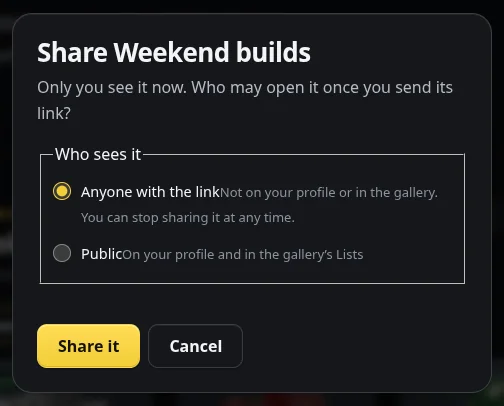 Share Weekend builds
Only you see it now. Who may open it once you send its
link?
Who sees it
Anyone with the linkNot on your profile or in the gallery.
You can stop sharing it at any time.
PublicOn your profile and in the gallery’s Lists
Share it
Cancel